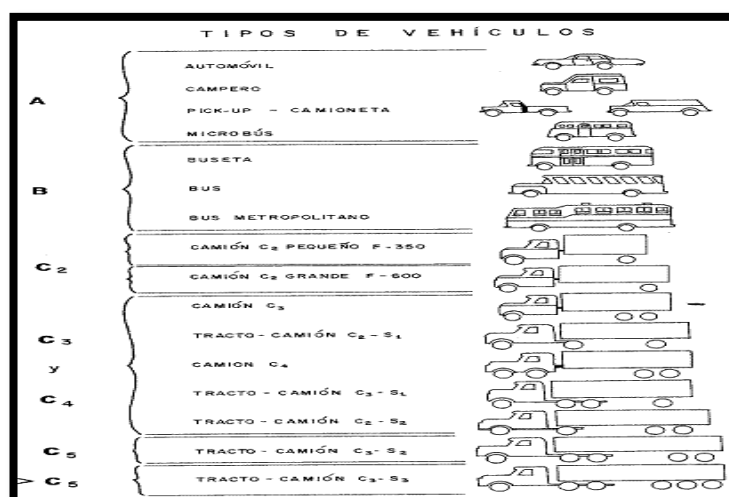 TIPOS DE VEHÍCULOS
A
AUTOMÓVIL
CAMPERO
PICK-UP - CAMIONETA
MICROBÚS
B
BUSETA
BUS
BUS METROPOLITANO
C2
CAMIÓN C2 PEQUEÑO F-350
CAMIÓN C2 GRANDE F-600
C3
y
C4
CAMIÓN C3
TRACTO-CAMIÓN C2-S1
CAMION C4
TRACTO-CAMIÓN C3-S1
TRACTO-CAMIÓN C2-S2
C5
TRACTO-CAMIÓN C3-S2
> C5
TRACTO-CAMIÓN C3-S3